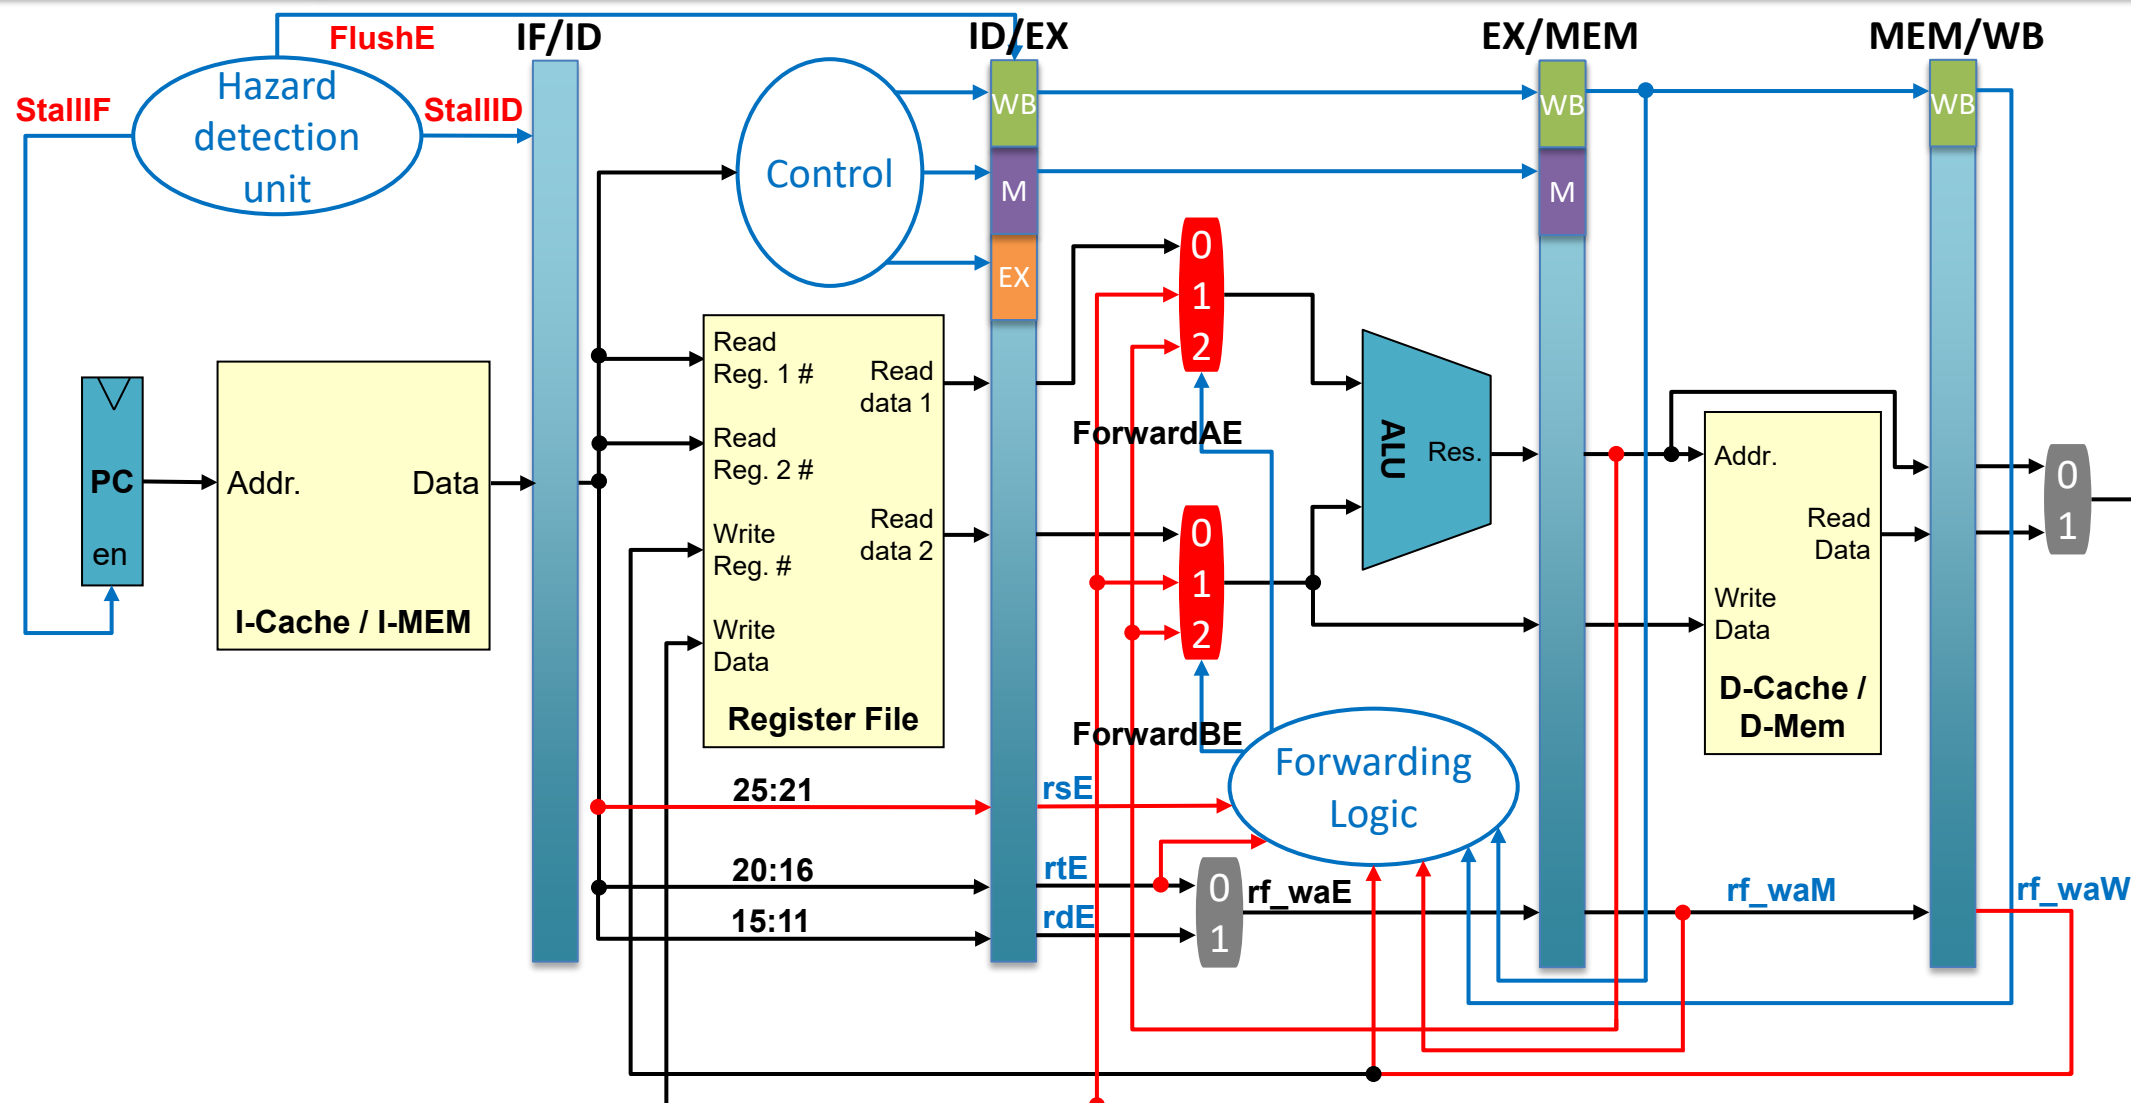 FlushE
IF/ID
ID/EX
EX/MEM
MEM/WB
Hazard
detection
unit
StallIF
StallID
Control
WB
M
EX
WB
M
WB
PC
en
Addr.
Data
I-Cache / I-MEM
Read
Reg. 1 #
Read
data 1
Read
Reg. 2 #
Write
Reg. #
Read
data 2
Write
Data
Register File
0
1
2
ForwardAE
0
1
2
ForwardBE
ALU
Res.
Addr.
Read
Data
Write
Data
D-Cache /
D-Mem
0
1
Forwarding
Logic
25:21
rsE
20:16
rtE
15:11
rdE
0
1
rf_waE
rf_waM
rf_waW